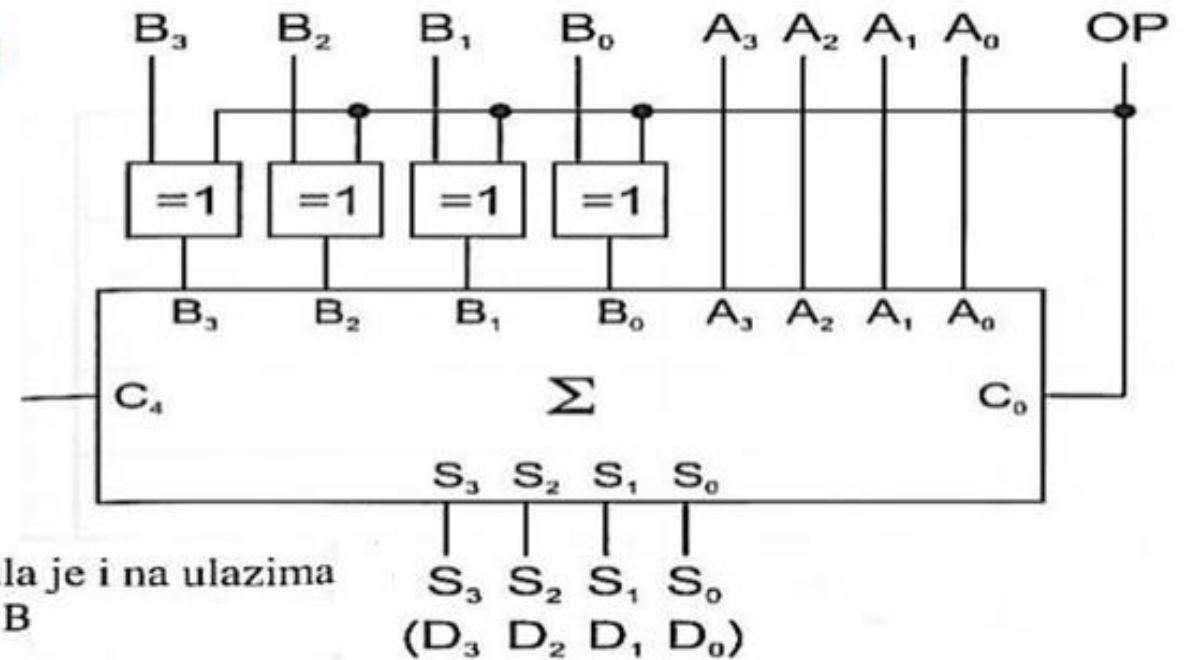 B₃ B₂ B₁ B₀ A₃ A₂ A₁ A₀ OP
=1 =1 =1 =1
B₃ B₂ B₁ B₀ A₃ A₂ A₁ A₀
C₄ Σ C₀
S₃ S₂ S₁ S₀
la je i na ulazima
S₃ S₂ S₁ S₀
B
(D₃ D₂ D₁ D₀)